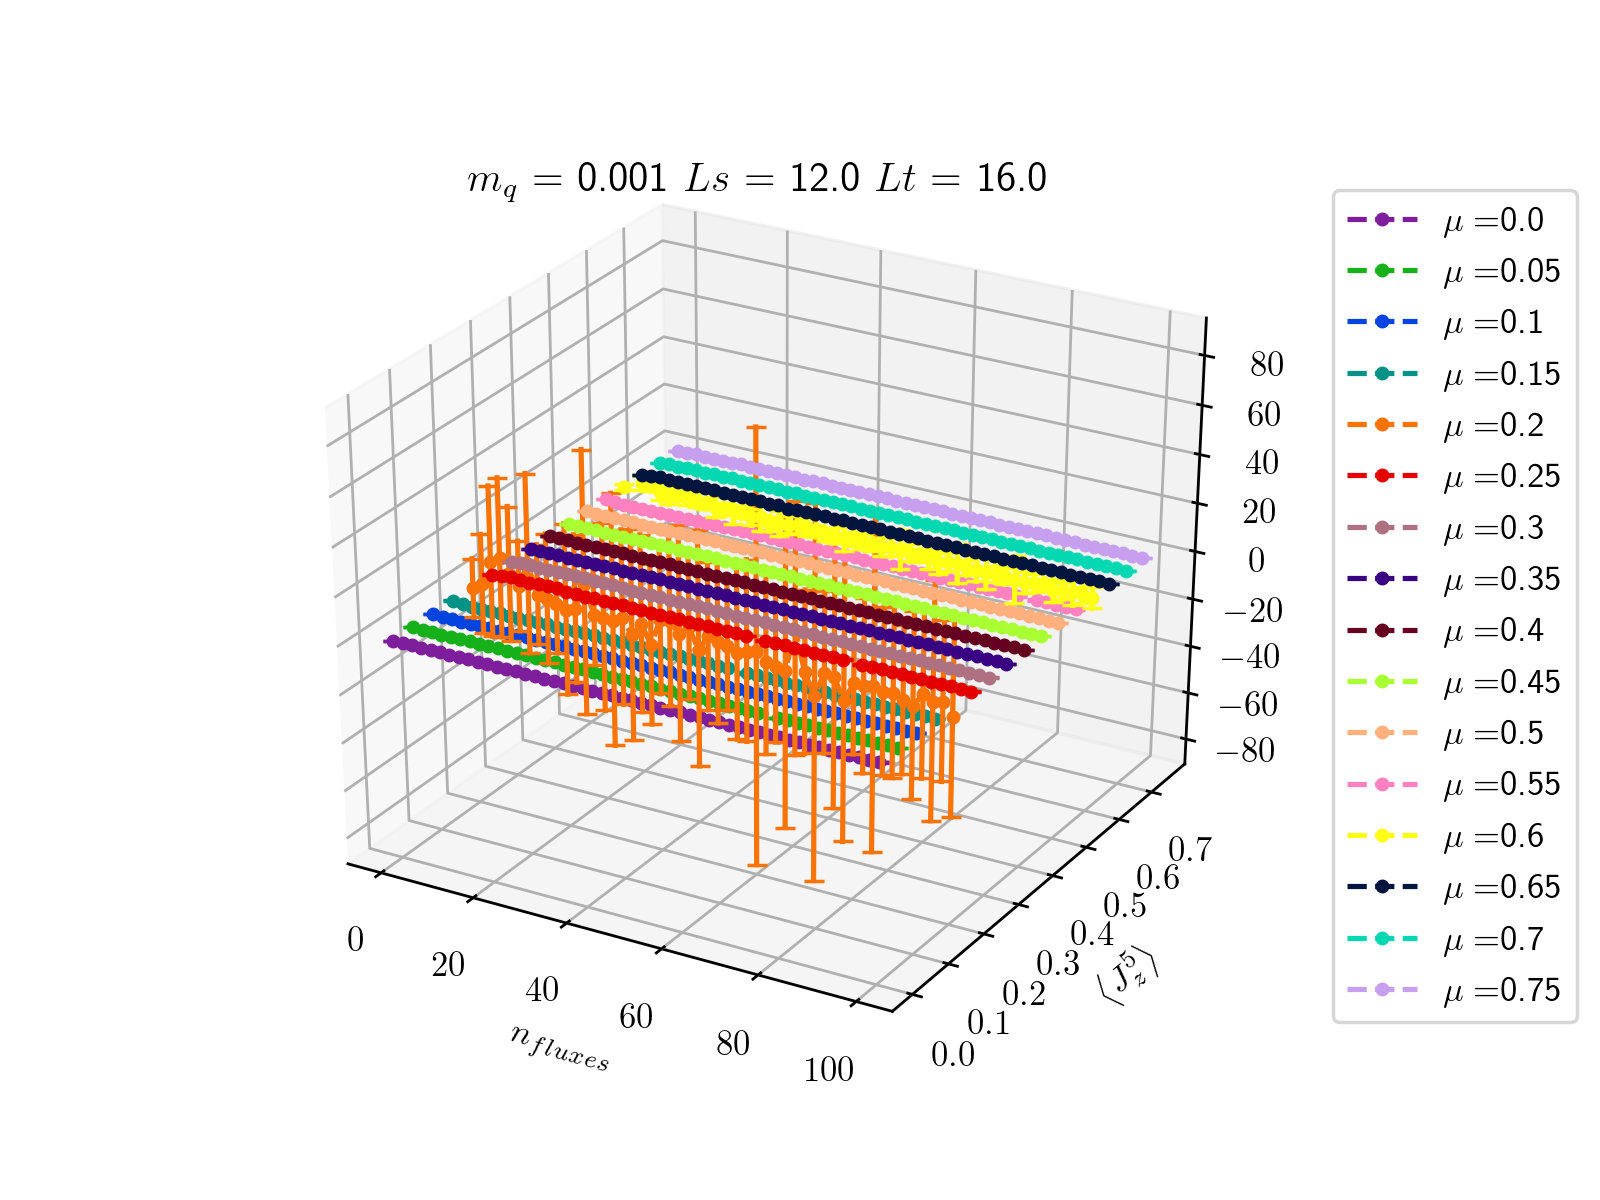 m_q = 0.001 Ls = 12.0 Lt = 16.0
80
60
40
20
0
−20
−40
−60
−80
0
20
40
60
80
100
n_{fluxes}
0.0
0.1
0.2
0.3
0.4
0.5
0.6
0.7
⟨J_z^5⟩
μ =0.0
μ =0.05
μ =0.1
μ =0.15
μ =0.2
μ =0.25
μ =0.3
μ =0.35
μ =0.4
μ =0.45
μ =0.5
μ =0.55
μ =0.6
μ =0.65
μ =0.7
μ =0.75